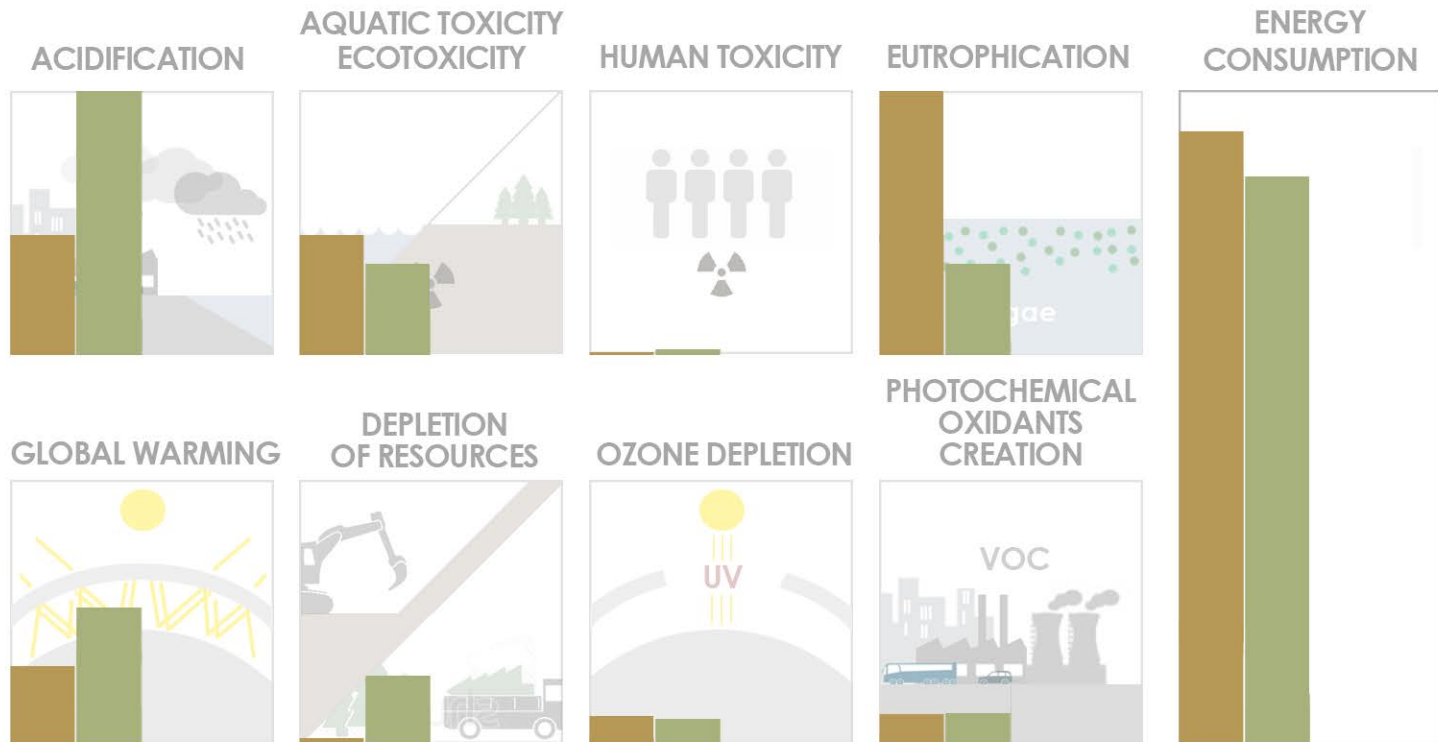 ACIDIFICATION
AQUATIC TOXICITY
ECOTOXICITY
HUMAN TOXICITY
EUTROPHICATION
ENERGY
CONSUMPTION
gae
GLOBAL WARMING
DEPLETION
OF RESOURCES
OZONE DEPLETION
PHOTOCHEMICAL
OXIDANTS
CREATION
UV
VOC